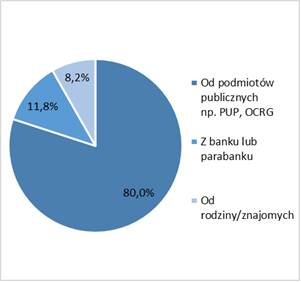 8,2%
11,8%
80,0%
Od podmiotów
publicznych
np. PUP, OCRG
Z banku lub
parabanku
Od
rodziny/znajomych